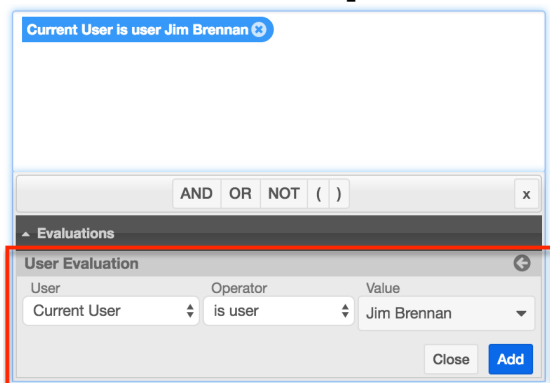 Current User is user Jim Brennan
AND OR NOT ( ) x
Evaluations
User Evaluation
User Operator Value
Current User is user Jim Brennan
Close Add